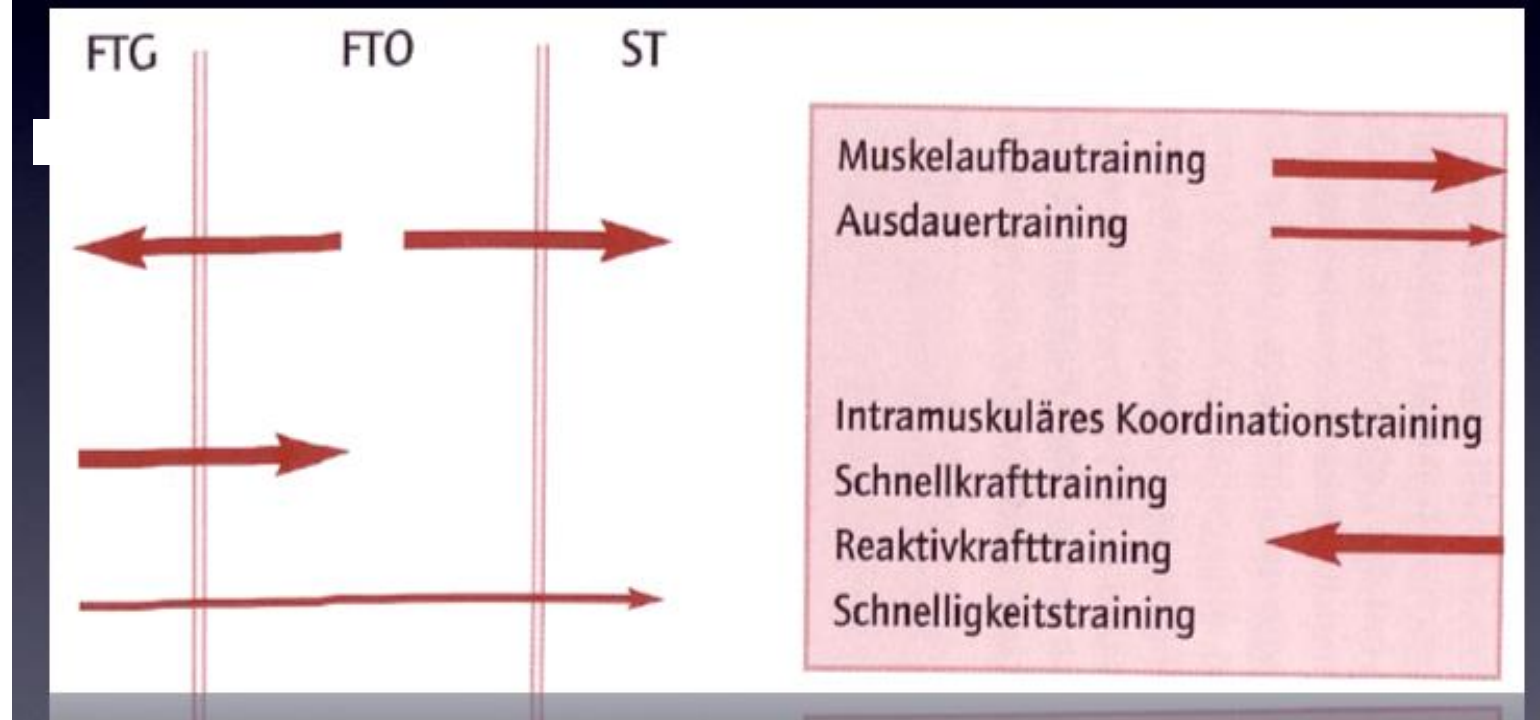 FTG FTO ST
Muskelaufbautraining
Ausdauertraining
Intramuskuläres Koordinationstraining
Schnellkrafttraining
Reaktivkrafttraining
Schnelligkeitstraining